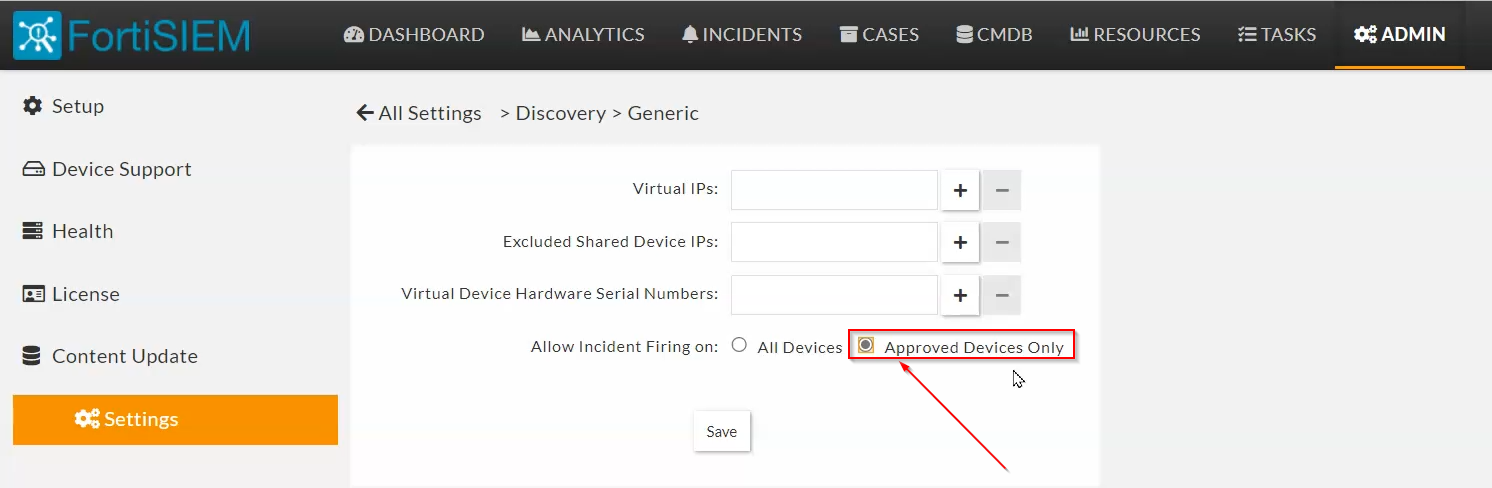 FortiSIEM DASHBOARD ANALYTICS INCIDENTS CASES CMDB RESOURCES TASKS ADMIN
Setup
Device Support
Health
License
Content Update
Settings
All Settings > Discovery > Generic
Virtual IPs: + −
Excluded Shared Device IPs: + −
Virtual Device Hardware Serial Numbers: + −
Allow Incident Firing on: All Devices Approved Devices Only
Save